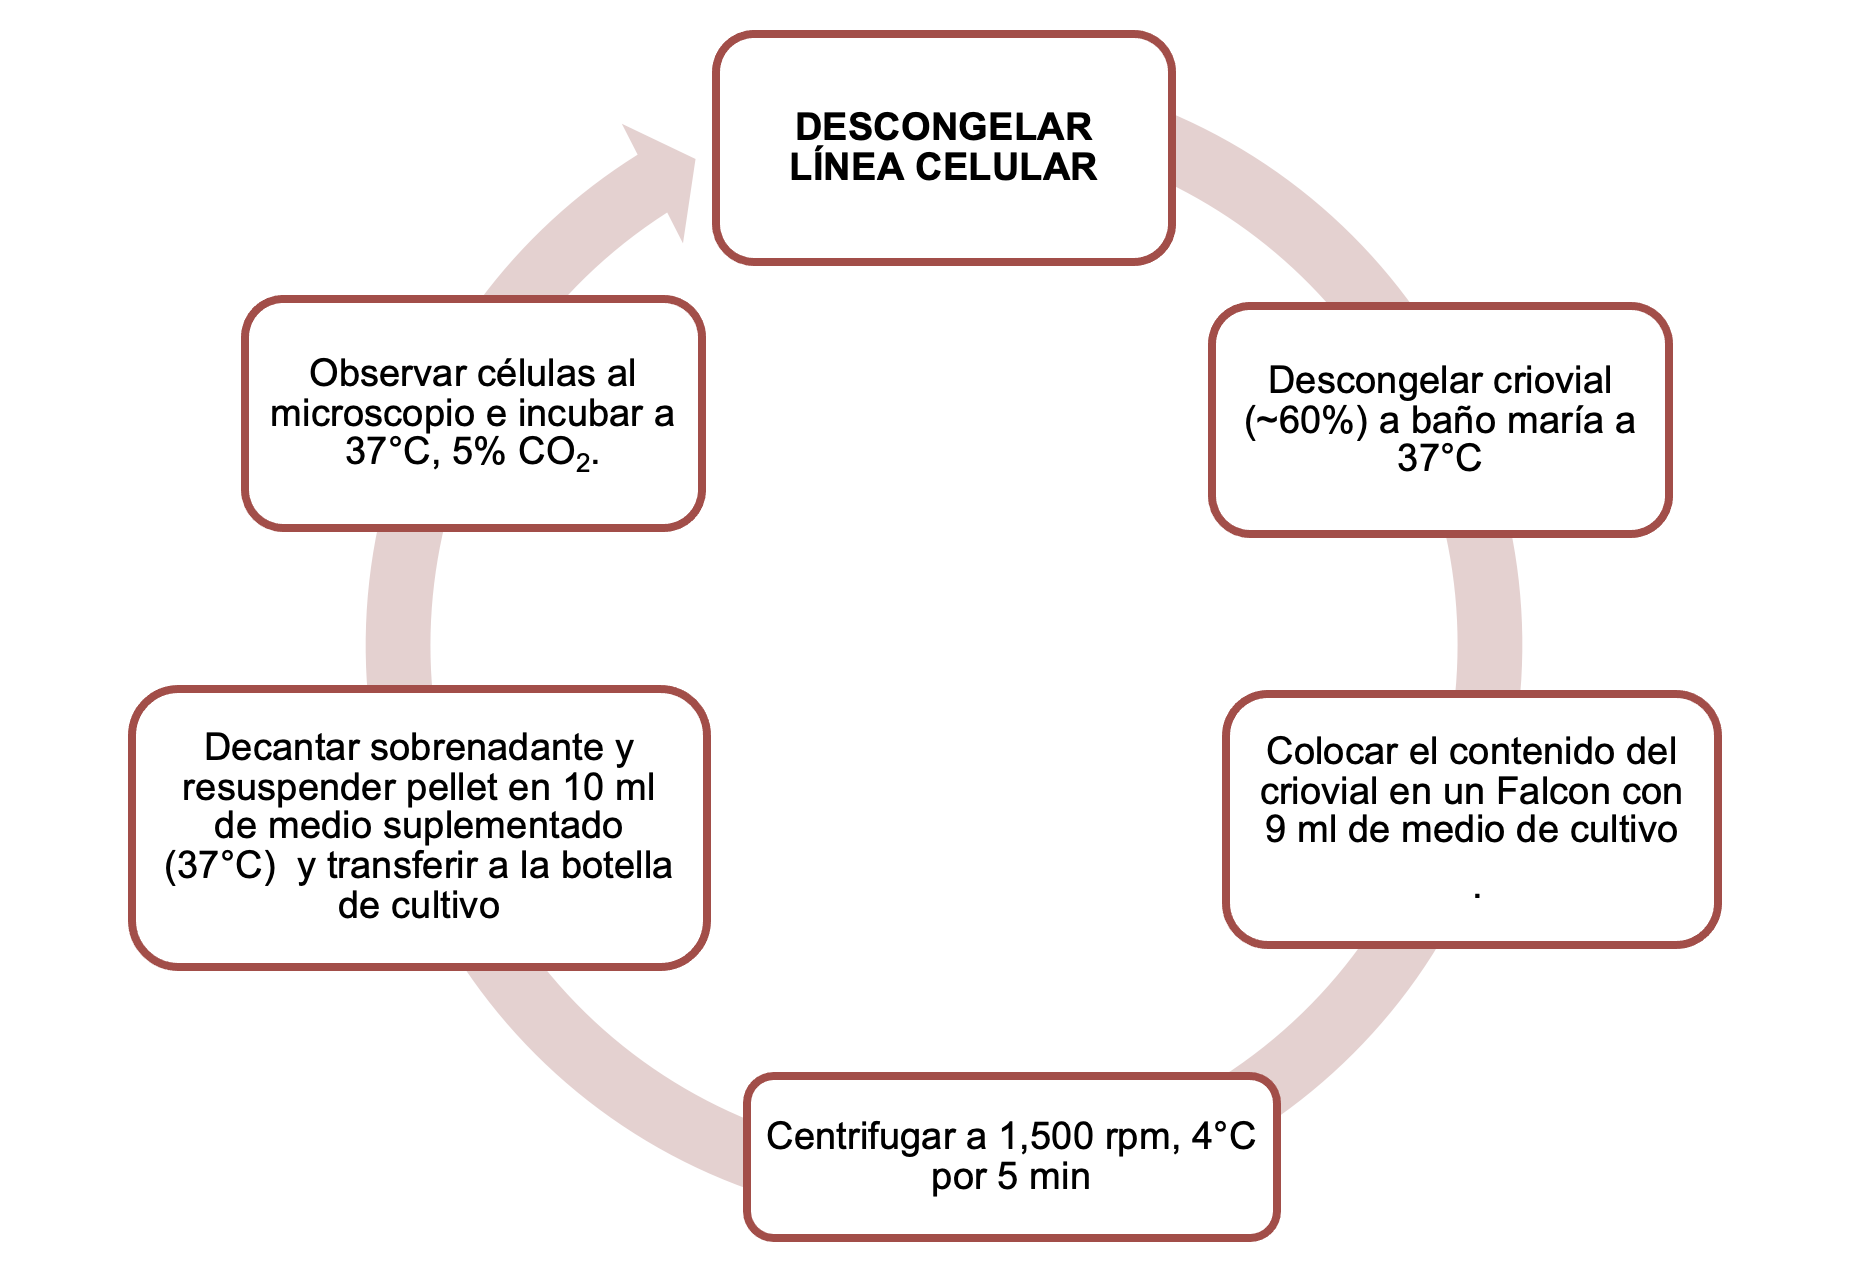 DESCONGELAR
LÍNEA CELULAR
Descongelar criovial
(~60%) a baño maría a
37°C
Colocar el contenido del
criovial en un Falcon con
9 ml de medio de cultivo
.
Centrifugar a 1,500 rpm, 4°C
por 5 min
Decantar sobrenadante y
resuspender pellet en 10 ml
de medio suplementado
(37°C)  y transferir a la botella
de cultivo
Observar células al
microscopio e incubar a
37°C, 5% CO₂.